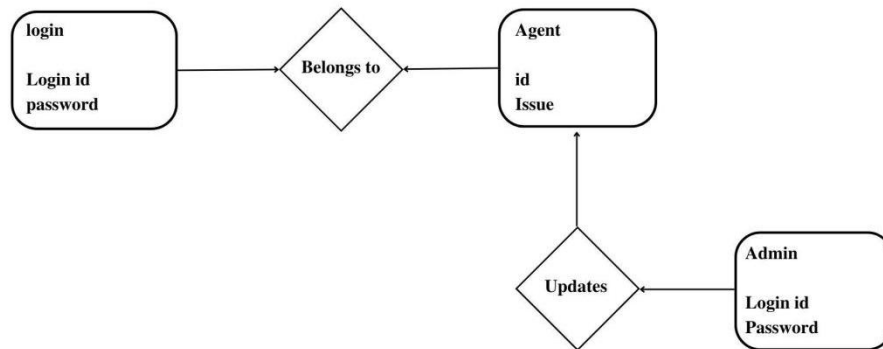 login
Login id
password
Belongs to
Agent
id
Issue
Updates
Admin
Login id
Password